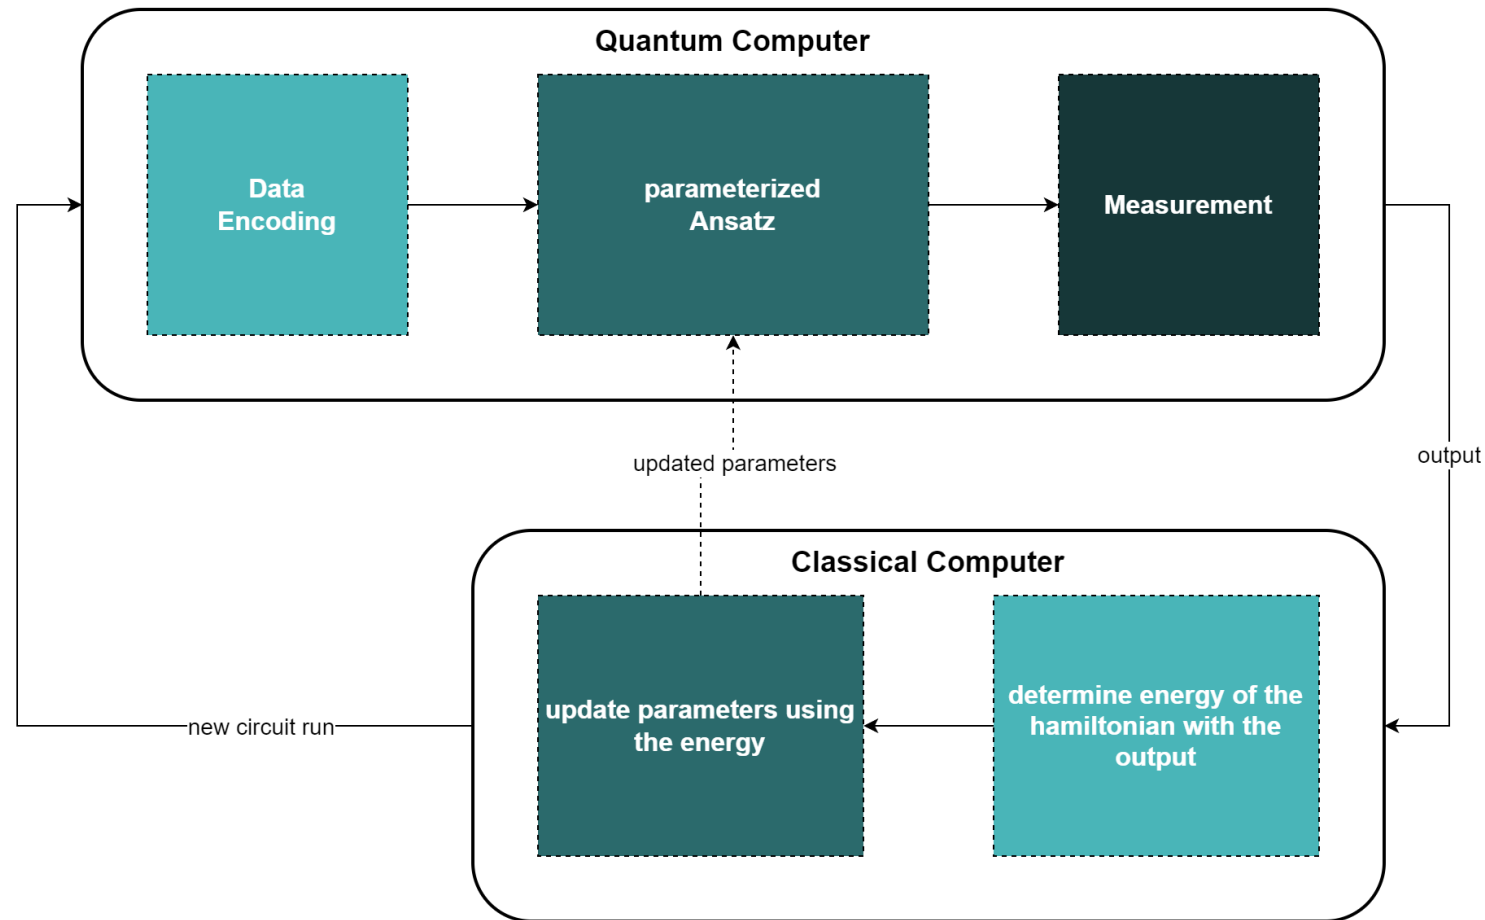 Quantum Computer
Data
Encoding
parameterized
Ansatz
Measurement
updated parameters
output
Classical Computer
update parameters using
the energy
determine energy of the
hamiltonian with the
output
new circuit run